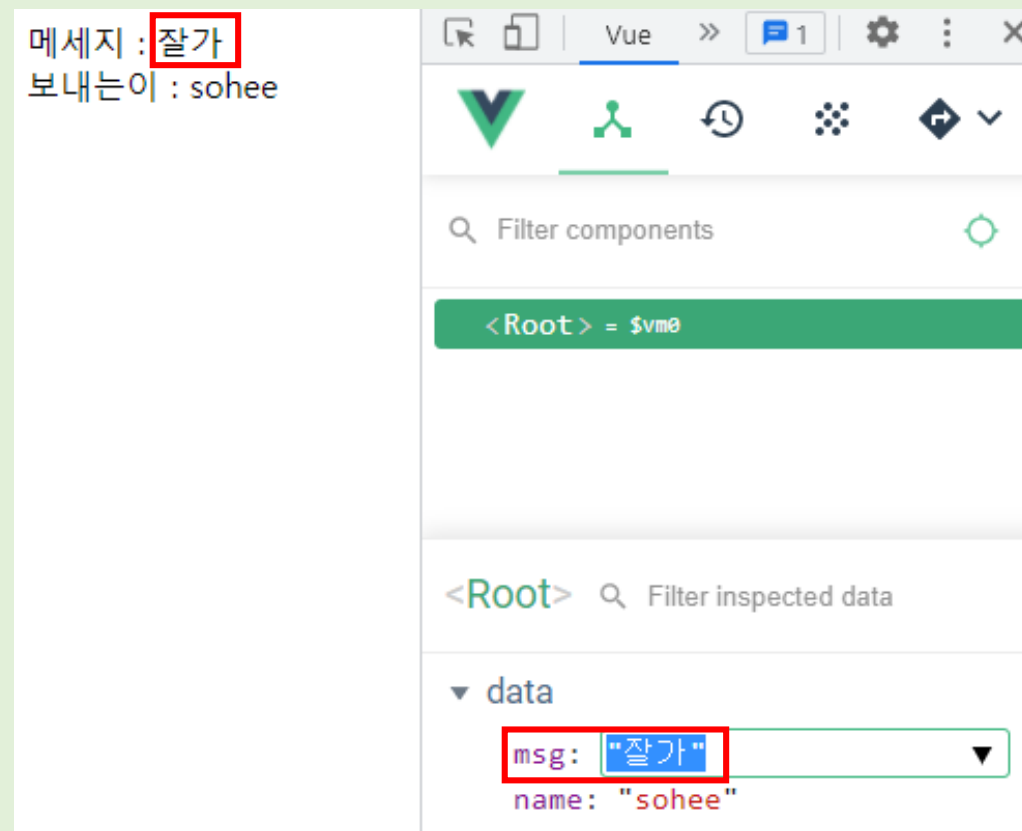 메세지 : 잘가
보내는이 : sohee
Vue
1
Filter components
<Root> = $vm0
<Root> Filter inspected data
data
msg: "잘가"
name: "sohee"